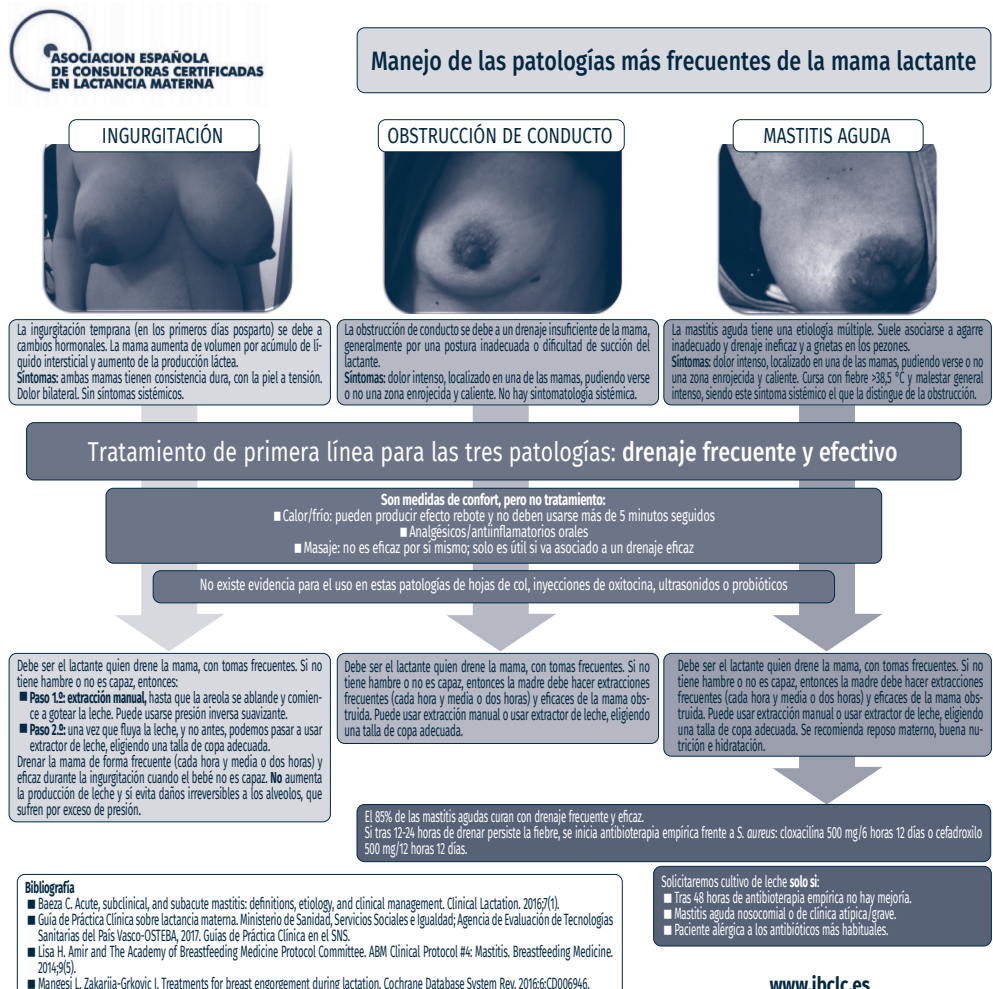 ASOCIACION ESPAÑOLA
DE CONSULTORAS CERTIFICADAS
EN LACTANCIA MATERNA
Manejo de las patologías más frecuentes de la mama lactante
INGURGITACIÓN
La ingurgitación temprana (en los primeros días posparto) se debe a
cambios hormonales. La mama aumenta de volumen por acúmulo de lí-
quido intersticial y aumento de la producción láctea.
Síntomas: ambas mamas tienen consistencia dura, con la piel a tensión.
Dolor bilateral. Sin síntomas sistémicos.
OBSTRUCCIÓN DE CONDUCTO
La obstrucción de conducto se debe a un drenaje insuficiente de la mama,
generalmente por una postura inadecuada o dificultad de succión del
lactante.
Síntomas: dolor intenso, localizado en una de las mamas, pudiendo verse
o no una zona enrojecida y caliente. No hay sintomatología sistémica.
MASTITIS AGUDA
La mastitis aguda tiene una etiología múltiple. Suele asociarse a agarre
inadecuado y drenaje ineficaz y a grietas en los pezones.
Síntomas: dolor intenso, localizado en una de las mamas, pudiendo verse o no
una zona enrojecida y caliente. Cursa con fiebre >38,5 °C y malestar general
intenso, siendo este síntoma sistémico el que la distingue de la obstrucción.
Tratamiento de primera línea para las tres patologías: drenaje frecuente y efectivo
Son medidas de confort, pero no tratamiento:
■ Calor/frío: pueden producir efecto rebote y no deben usarse más de 5 minutos seguidos
■ Analgésicos/antiinflamatorios orales
■ Masaje: no es eficaz por sí mismo; solo es útil si va asociado a un drenaje eficaz
No existe evidencia para el uso en estas patologías de hojas de col, inyecciones de oxitocina, ultrasonidos o probióticos
Debe ser el lactante quien drene la mama, con tomas frecuentes. Si no
tiene hambre o no es capaz, entonces:
■ Paso 1.º: extracción manual, hasta que la areola se ablande y comien-
ce a gotear la leche. Puede usarse presión inversa suavizante.
■ Paso 2.º: una vez que fluya la leche, y no antes, podemos pasar a usar
extractor de leche, eligiendo una talla de copa adecuada.
Drenar la mama de forma frecuente (cada hora y media o dos horas) y
eficaz durante la ingurgitación cuando el bebé no es capaz. No aumenta
la producción de leche y sí evita daños irreversibles a los alveolos, que
sufren por exceso de presión.
Debe ser el lactante quien drene la mama, con tomas frecuentes. Si no
tiene hambre o no es capaz, entonces la madre debe hacer extracciones
frecuentes (cada hora y media o dos horas) y eficaces de la mama obs-
truida. Puede usar extracción manual o usar extractor de leche, eligiendo
una talla de copa adecuada.
Debe ser el lactante quien drene la mama, con tomas frecuentes. Si no
tiene hambre o no es capaz, entonces la madre debe hacer extracciones
frecuentes (cada hora y media o dos horas) y eficaces de la mama obs-
truida. Puede usar extracción manual o usar extractor de leche, eligiendo
una talla de copa adecuada. Se recomienda reposo materno, buena nu-
trición e hidratación.
El 85% de las mastitis agudas curan con drenaje frecuente y eficaz.
Si tras 12-24 horas de drenar persiste la fiebre, se inicia antibioterapia empírica frente a S. aureus: cloxacilina 500 mg/6 horas 12 días o cefadroxilo
500 mg/12 horas 12 días.
Solicitaremos cultivo de leche solo si:
■ Tras 48 horas de antibioterapia empírica no hay mejoría.
■ Mastitis aguda nosocomial o de clínica atípica/grave.
■ Paciente alérgica a los antibióticos más habituales.
Bibliografía
■ Baeza C. Acute, subclinical, and subacute mastitis: definitions, etiology, and clinical management. Clinical Lactation. 2016;7(1).
■ Guía de Práctica Clínica sobre lactancia materna. Ministerio de Sanidad, Servicios Sociales e Igualdad; Agencia de Evaluación de Tecnologías
Sanitarias del País Vasco-OSTEBA, 2017. Guías de Práctica Clínica en el SNS.
■ Lisa H. Amir and The Academy of Breastfeeding Medicine Protocol Committee. ABM Clinical Protocol #4: Mastitis. Breastfeeding Medicine.
2014;9(5).
■ Mangesi L, Zakarija-Grkovic I. Treatments for breast engorgement during lactation. Cochrane Database System Rev. 2016;6:CD006946.
www.ibclc.es